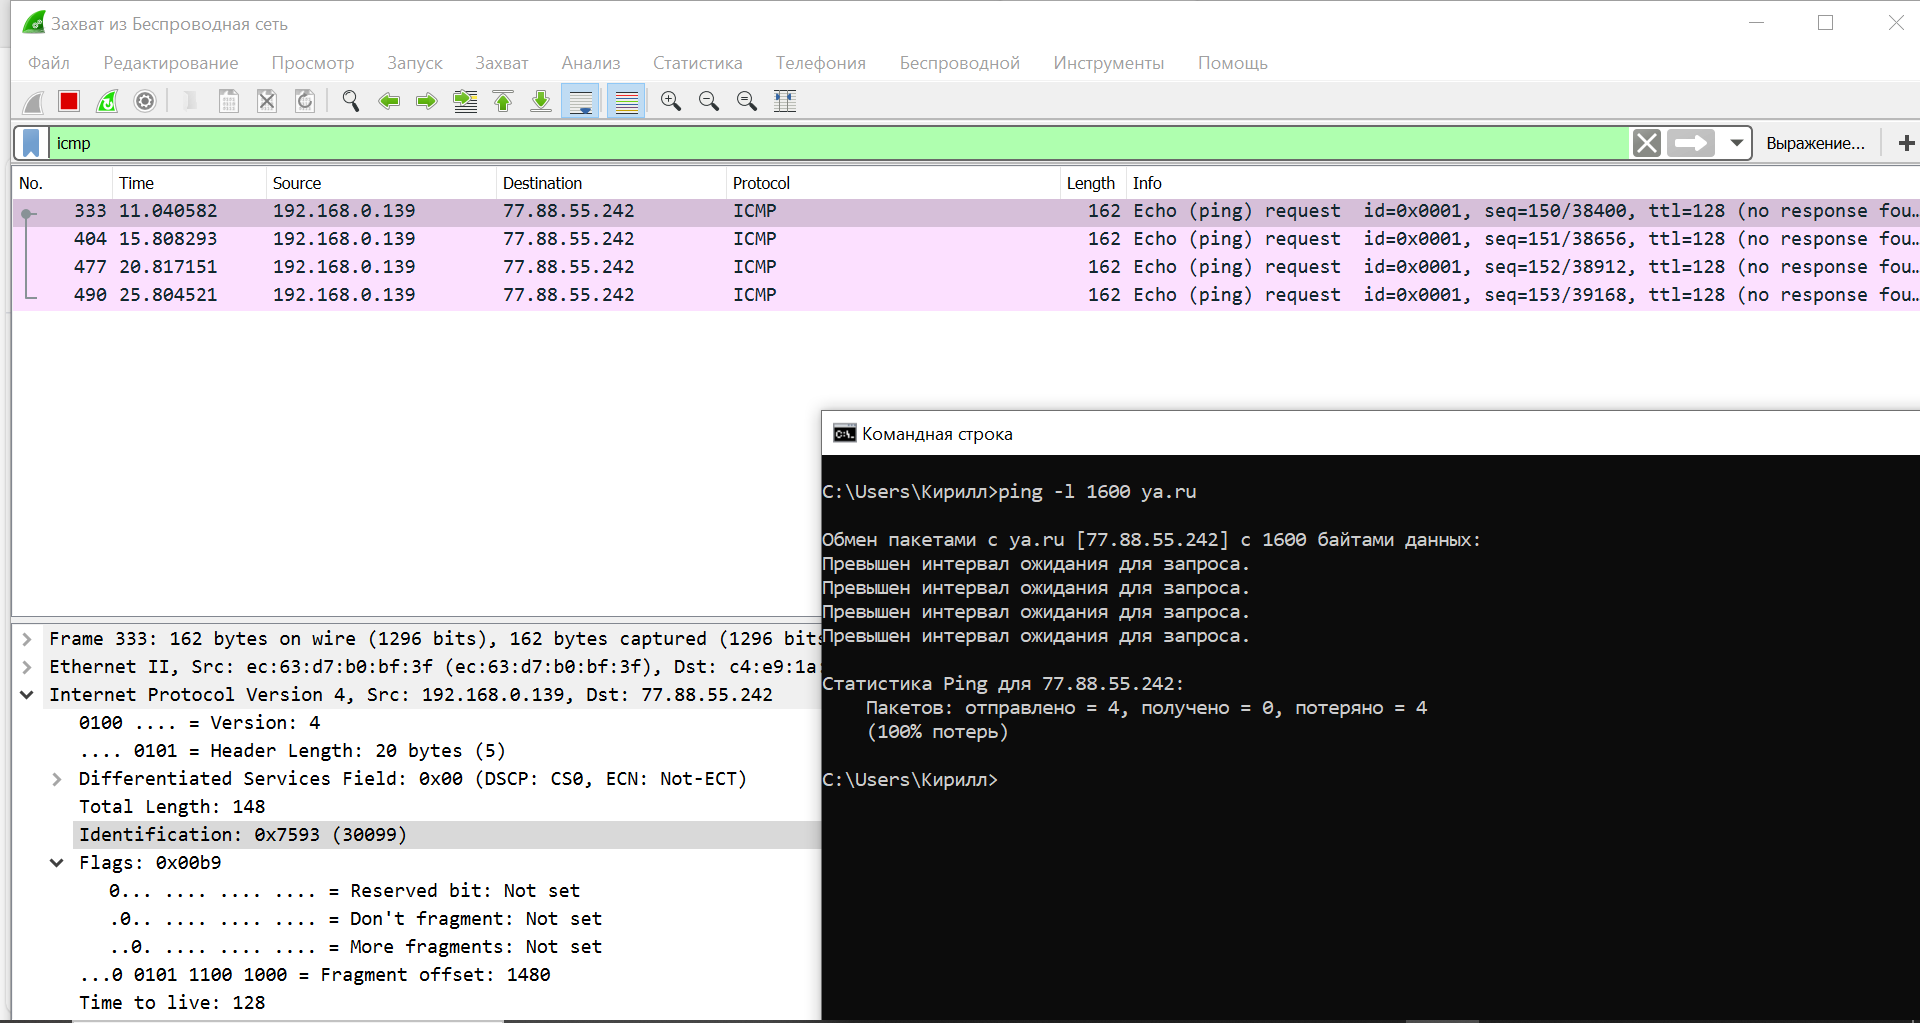 Захват из Беспроводная сеть
Файл Редактирование Просмотр Запуск Захват Анализ Статистика Телефония Беспроводной Инструменты Помощь
icmp
Выражение...
No. Time Source Destination Protocol Length Info
333 11.040582 192.168.0.139 77.88.55.242 ICMP 162 Echo (ping) request id=0x0001, seq=150/38400, ttl=128 (no response fou…
404 15.808293 192.168.0.139 77.88.55.242 ICMP 162 Echo (ping) request id=0x0001, seq=151/38656, ttl=128 (no response fou…
477 20.817151 192.168.0.139 77.88.55.242 ICMP 162 Echo (ping) request id=0x0001, seq=152/38912, ttl=128 (no response fou…
490 25.804521 192.168.0.139 77.88.55.242 ICMP 162 Echo (ping) request id=0x0001, seq=153/39168, ttl=128 (no response fou…
Frame 333: 162 bytes on wire (1296 bits), 162 bytes captured (1296 bits
Ethernet II, Src: ec:63:d7:b0:bf:3f (ec:63:d7:b0:bf:3f), Dst: c4:e9:1a:
Internet Protocol Version 4, Src: 192.168.0.139, Dst: 77.88.55.242
0100 .... = Version: 4
.... 0101 = Header Length: 20 bytes (5)
Differentiated Services Field: 0x00 (DSCP: CS0, ECN: Not-ECT)
Total Length: 148
Identification: 0x7593 (30099)
Flags: 0x00b9
0... .... .... .... = Reserved bit: Not set
.0.. .... .... .... = Don't fragment: Not set
..0. .... .... .... = More fragments: Not set
...0 0101 1100 1000 = Fragment offset: 1480
Time to live: 128
Командная строка
C:\Users\Кирилл>ping -l 1600 ya.ru
Обмен пакетами с ya.ru [77.88.55.242] с 1600 байтами данных:
Превышен интервал ожидания для запроса.
Превышен интервал ожидания для запроса.
Превышен интервал ожидания для запроса.
Превышен интервал ожидания для запроса.
Статистика Ping для 77.88.55.242:
Пакетов: отправлено = 4, получено = 0, потеряно = 4
(100% потерь)
C:\Users\Кирилл>